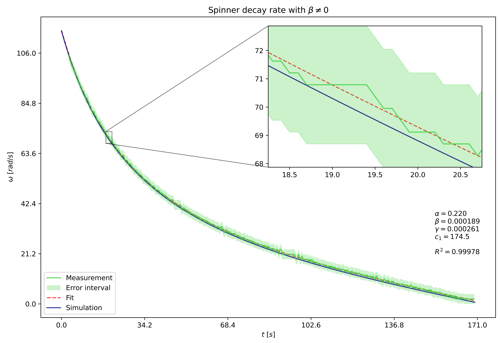 Spinner decay rate with β ≠ 0
106.0
84.8
63.6
42.4
21.2
0.0
ω [rad/s]
72
71
70
69
68
18.5 19.0 19.5 20.0 20.5
α = 0.220
β = 0.000189
γ = 0.000261
c₁ = 174.5
R² = 0.99978
Measurement
Error interval
Fit
Simulation
0.0 34.2 68.4 102.6 136.8 171.0
t [s]